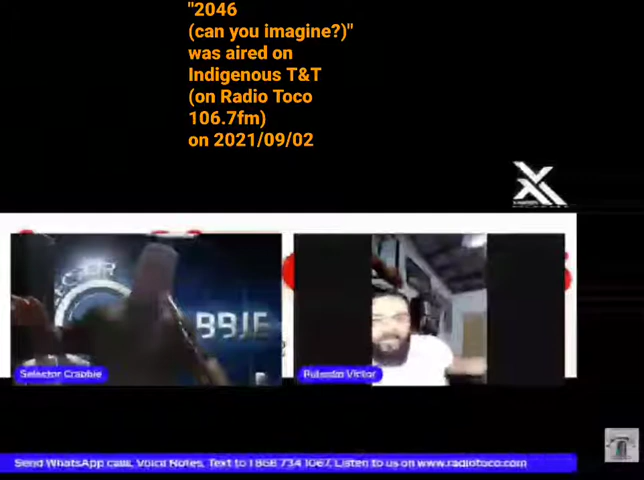 "2046
(can you imagine?)"
was aired on
Indigenous T&T
(on Radio Toco
106.7fm)
on 2021/09/02
Selector Crabbie
Victor
Send WhatsApp calls, Voice Notes, Text to 1 868 734 1067, Listen to us on www.radiotoco.com